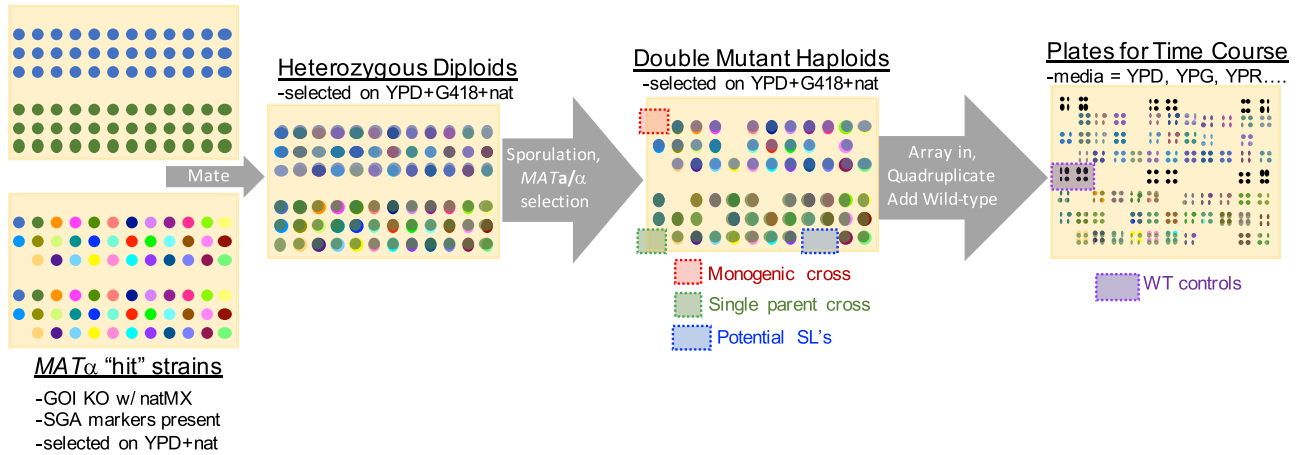 Mate
MATα “hit” strains
-GOI KO w/ natMX
-SGA markers present
-selected on YPD+nat
Heterozygous Diploids
-selected on YPD+G418+nat
Sporulation,
MATa/α
selection
Double Mutant Haploids
-selected on YPD+G418+nat
Monogenic cross
Single parent cross
Potential SL's
Array in,
Quadruplicate
Add Wild-type
Plates for Time Course
-media = YPD, YPG, YPR....
WT controls